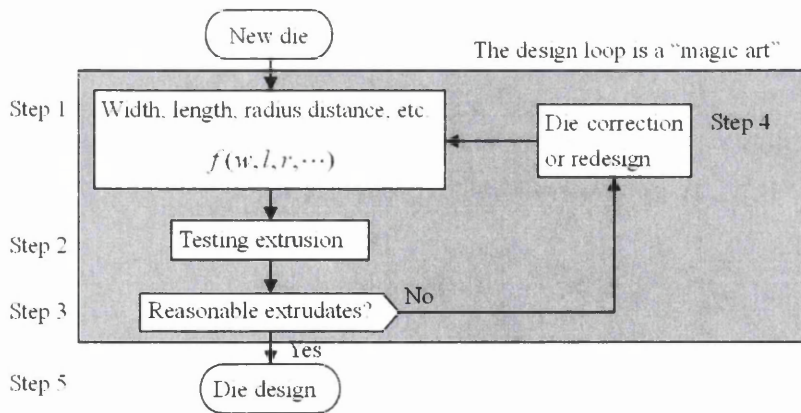 New die
The design loop is a “magic art”
Step 1
Width, length, radius distance, etc.
f(w,l,r,⋯)
Die correction
or redesign
Step 4
Step 2
Testing extrusion
Step 3
Reasonable extrudates?
No
Yes
Step 5
Die design